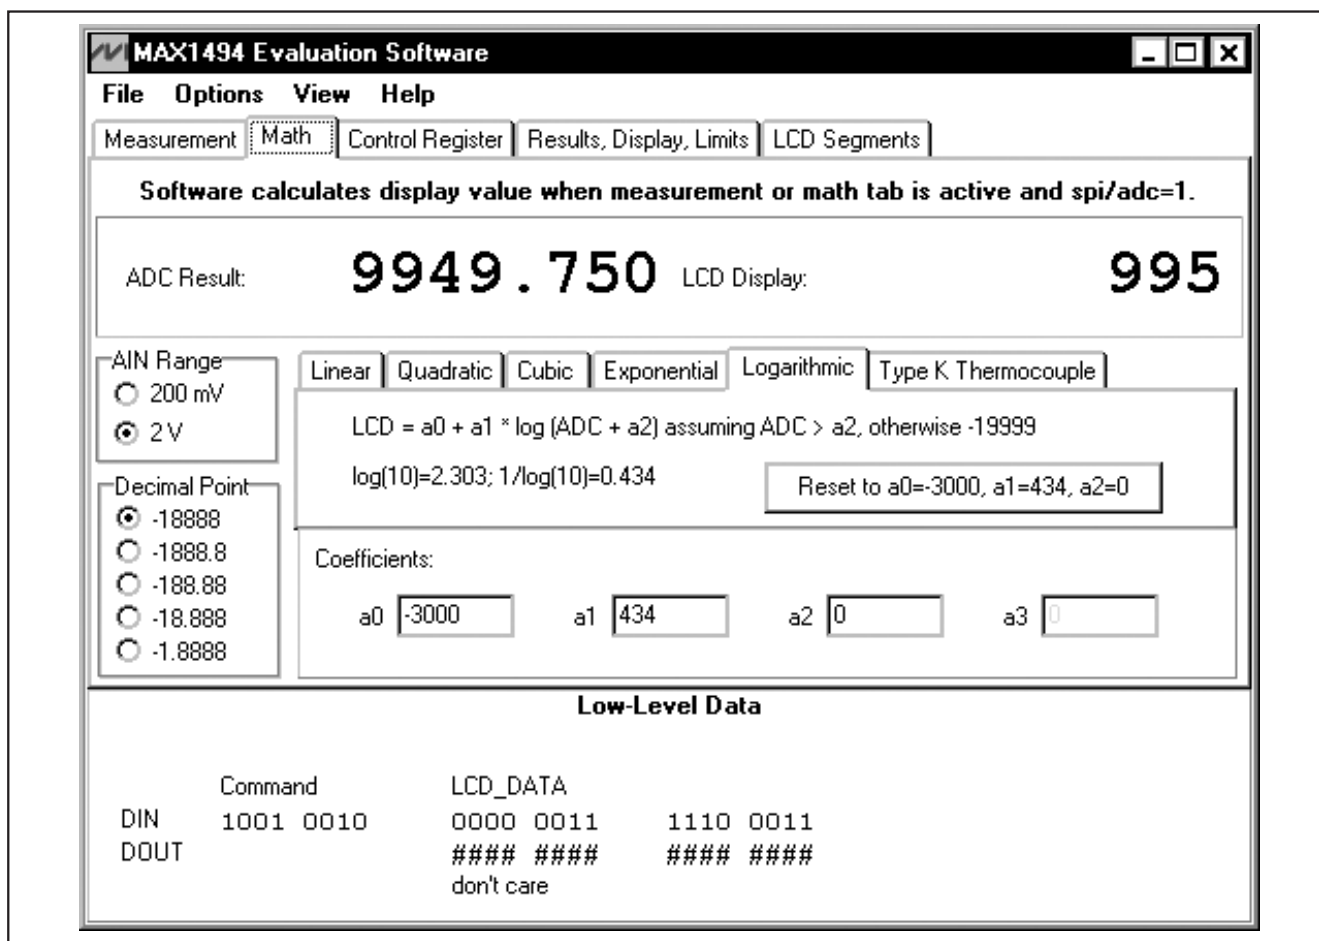 MAX1494 Evaluation Software
File Options View Help
Measurement Math Control Register Results, Display, Limits LCD Segments
Software calculates display value when measurement or math tab is active and spi/adc=1.
ADC Result: 9949.750 LCD Display: 995
AIN Range
200 mV
2 V
Decimal Point
-18888
-1888.8
-188.88
-18.888
-1.8888
Linear Quadratic Cubic Exponential Logarithmic Type K Thermocouple
LCD = a0 + a1 * log (ADC + a2) assuming ADC > a2, otherwise -19999
log(10)=2.303; 1/log(10)=0.434
Reset to a0=-3000, a1=434, a2=0
Coefficients:
a0 -3000 a1 434 a2 0 a3 0
Low-Level Data
Command LCD_DATA
DIN 1001 0010 0000 0011 1110 0011
DOUT #### #### #### ####
don't care